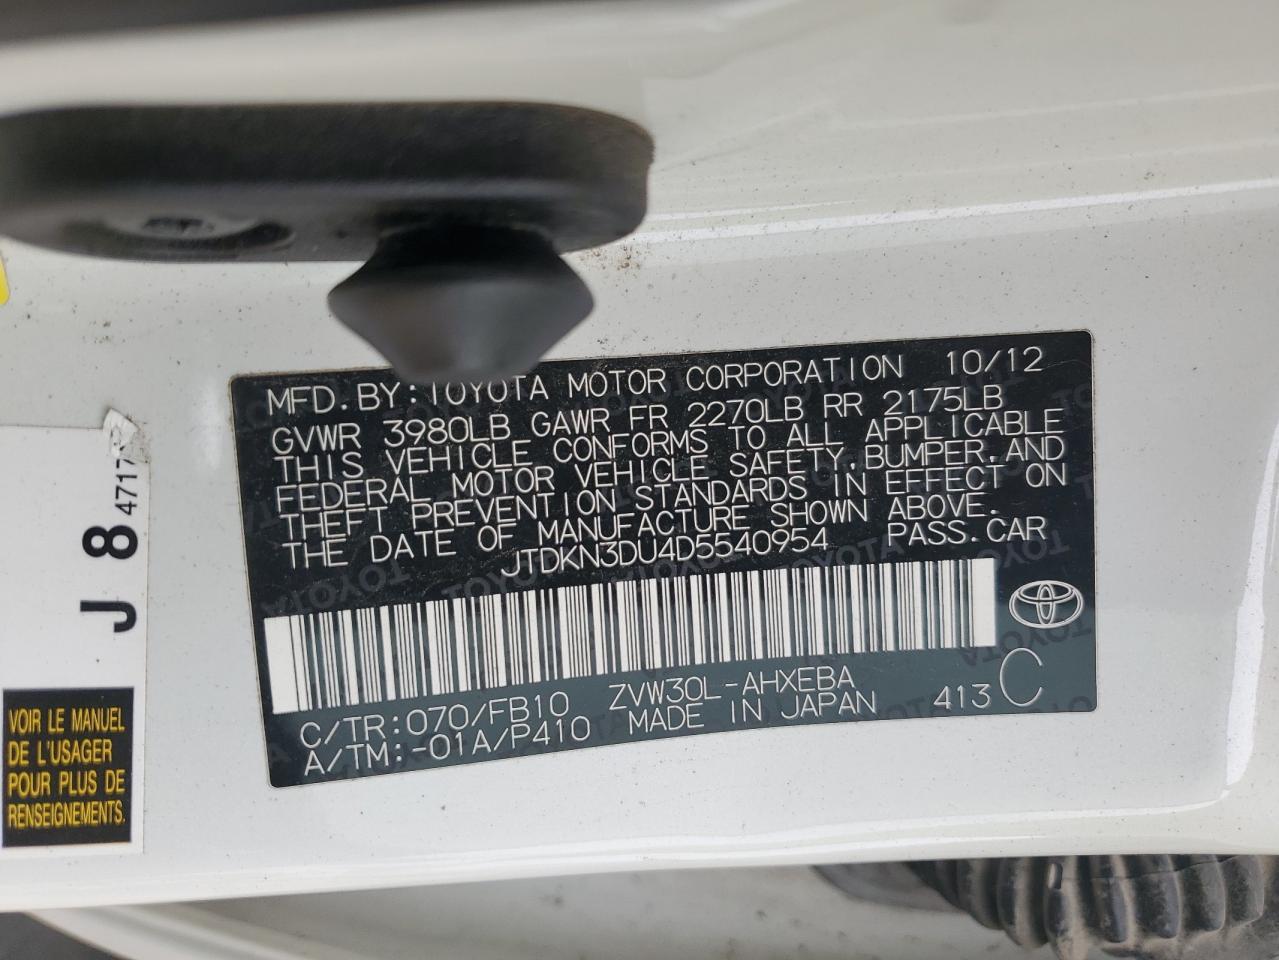 MFD. BY: TOYOTA MOTOR CORPORATION 10/12
GVWR 3980LB GAWR FR 2270LB RR 2175LB
THIS VEHICLE CONFORMS TO ALL APPLICABLE
FEDERAL MOTOR VEHICLE SAFETY, BUMPER, AND
THEFT PREVENTION STANDARDS IN EFFECT ON
THE DATE OF MANUFACTURE SHOWN ABOVE.
JTDKN3DU4D5540954 PASS. CAR
C/TR: 070/FB10 ZVW30L-AHXEBA
A/TM: -01A/P410 MADE IN JAPAN 413 C
J 8 4717
VOIR LE MANUEL
DE L'USAGER
POUR PLUS DE
RENSEIGNEMENTS.